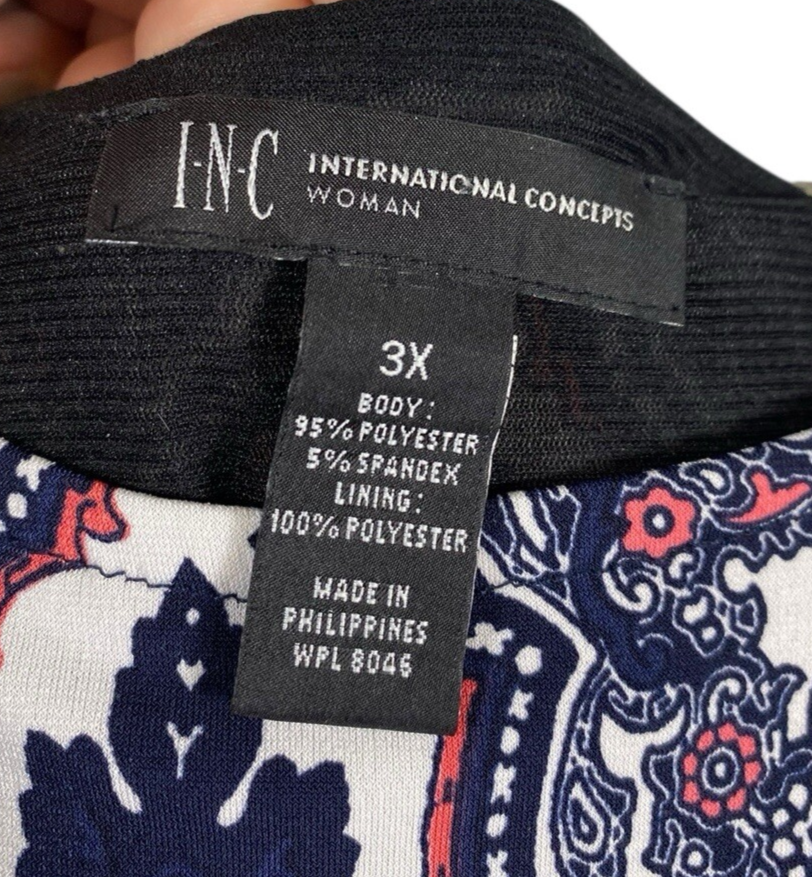 I·N·C INTERNATIONAL CONCEPTS
WOMAN
3X
BODY:
95% POLYESTER
5% SPANDEX
LINING:
100% POLYESTER
MADE IN
PHILIPPINES
WPL 8046